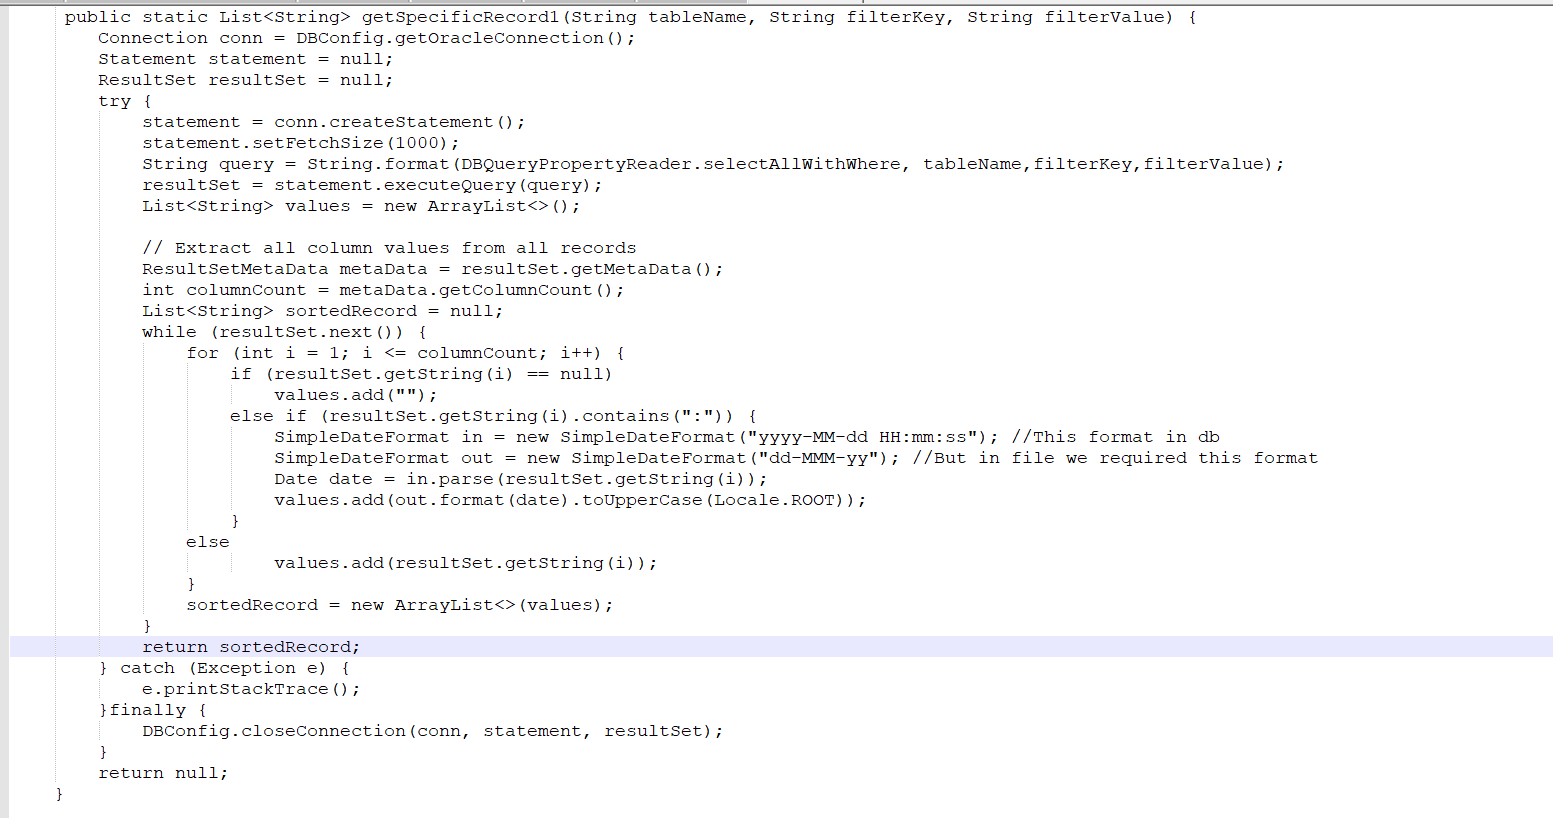 public static List<String> getSpecificRecord1(String tableName, String filterKey, String filterValue) {
Connection conn = DBConfig.getOracleConnection();
Statement statement = null;
ResultSet resultSet = null;
try {
statement = conn.createStatement();
statement.setFetchSize(1000);
String query = String.format(DBQueryPropertyReader.selectAllWithWhere, tableName,filterKey,filterValue);
resultSet = statement.executeQuery(query);
List<String> values = new ArrayList<>();
// Extract all column values from all records
ResultSetMetaData metaData = resultSet.getMetaData();
int columnCount = metaData.getColumnCount();
List<String> sortedRecord = null;
while (resultSet.next()) {
for (int i = 1; i <= columnCount; i++) {
if (resultSet.getString(i) == null)
values.add("");
else if (resultSet.getString(i).contains(":")) {
SimpleDateFormat in = new SimpleDateFormat("yyyy-MM-dd HH:mm:ss"); //This format in db
SimpleDateFormat out = new SimpleDateFormat("dd-MMM-yy"); //But in file we required this format
Date date = in.parse(resultSet.getString(i));
values.add(out.format(date).toUpperCase(Locale.ROOT));
}
else
values.add(resultSet.getString(i));
}
sortedRecord = new ArrayList<>(values);
}
return sortedRecord;
} catch (Exception e) {
e.printStackTrace();
}finally {
DBConfig.closeConnection(conn, statement, resultSet);
}
return null;
}